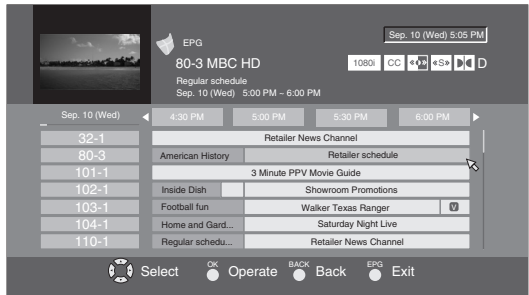 Sep. 10 (Wed) 5:05 PM
EPG
80-3 MBC HD
1080i CC «S» D
Regular schedule
Sep. 10 (Wed) 5:00 PM ~ 6:00 PM
Sep. 10 (Wed) 4:30 PM 5:00 PM 5:30 PM 6:00 PM
32-1 Retailer News Channel
80-3 American History Retailer schedule
101-1 3 Minute PPV Movie Guide
102-1 Inside Dish Showroom Promotions
103-1 Football fun Walker Texas Ranger V
104-1 Home and Gard... Saturday Night Live
110-1 Regular schedu... Retailer News Channel
Select OK Operate BACK Back EPG Exit